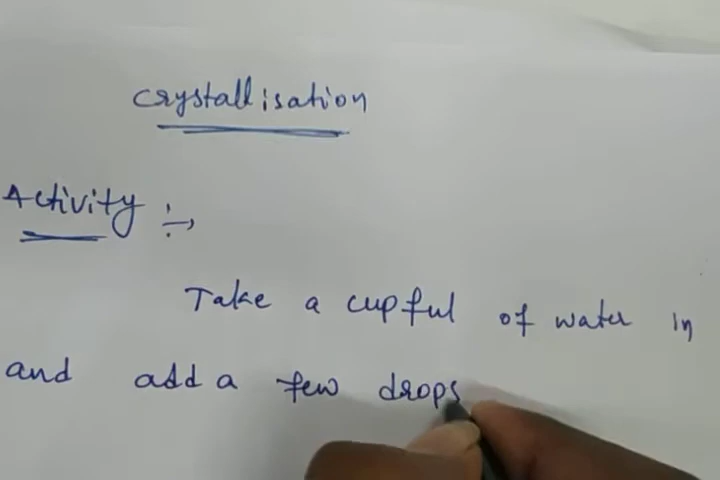 Crystallisation
Activity :-
Take a cupful of water in
and add a few drops